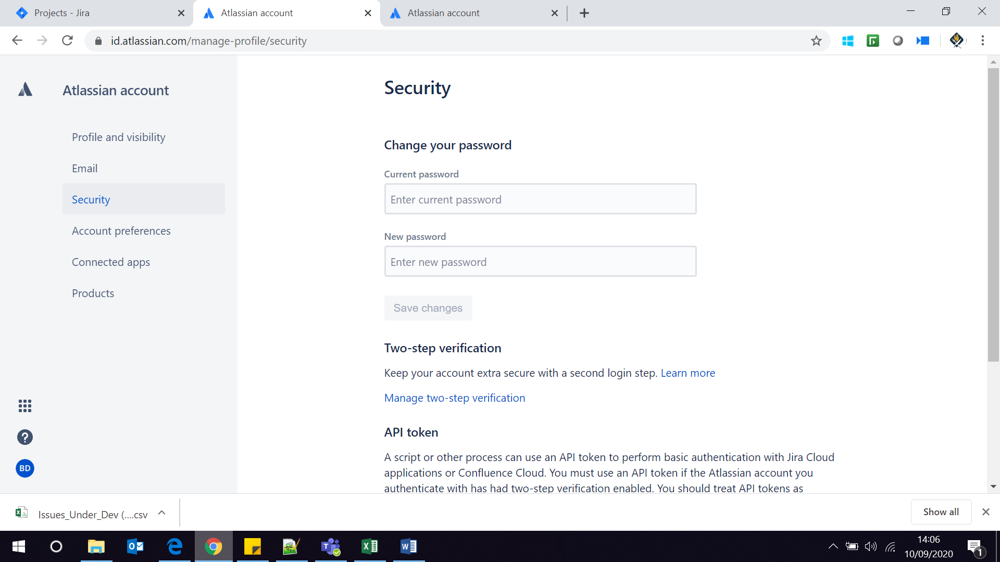 Projects - Jira
Atlassian account
Atlassian account
id.atlassian.com/manage-profile/security
Atlassian account
Profile and visibility
Email
Security
Account preferences
Connected apps
Products
BD
Security
Change your password
Current password
Enter current password
New password
Enter new password
Save changes
Two-step verification
Keep your account extra secure with a second login step. Learn more
Manage two-step verification
API token
A script or other process can use an API token to perform basic authentication with Jira Cloud
applications or Confluence Cloud. You must use an API token if the Atlassian account you
authenticate with has had two-step verification enabled. You should treat API tokens as
Issues_Under_Dev (....csv
Show all
14:06
10/09/2020
1